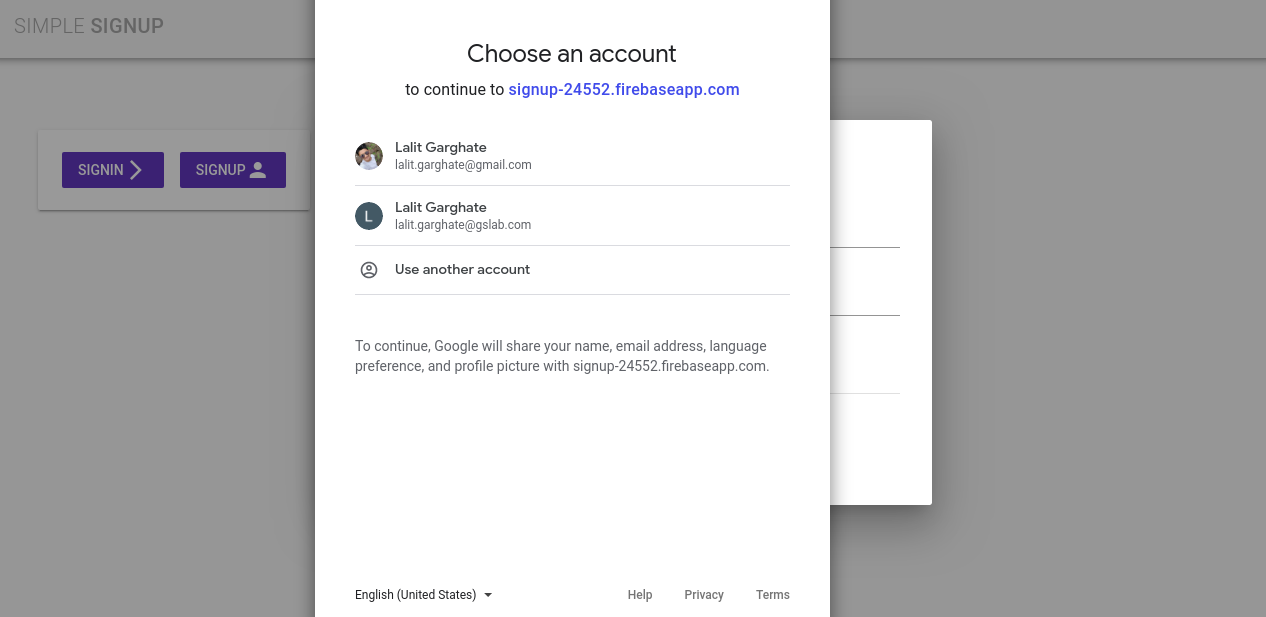 SIMPLE SIGNUP
SIGNIN
SIGNUP
Choose an account
to continue to signup-24552.firebaseapp.com
Lalit Garghate
lalit.garghate@gmail.com
L
Lalit Garghate
lalit.garghate@gslab.com
Use another account
To continue, Google will share your name, email address, language
preference, and profile picture with signup-24552.firebaseapp.com.
English (United States)
Help
Privacy
Terms